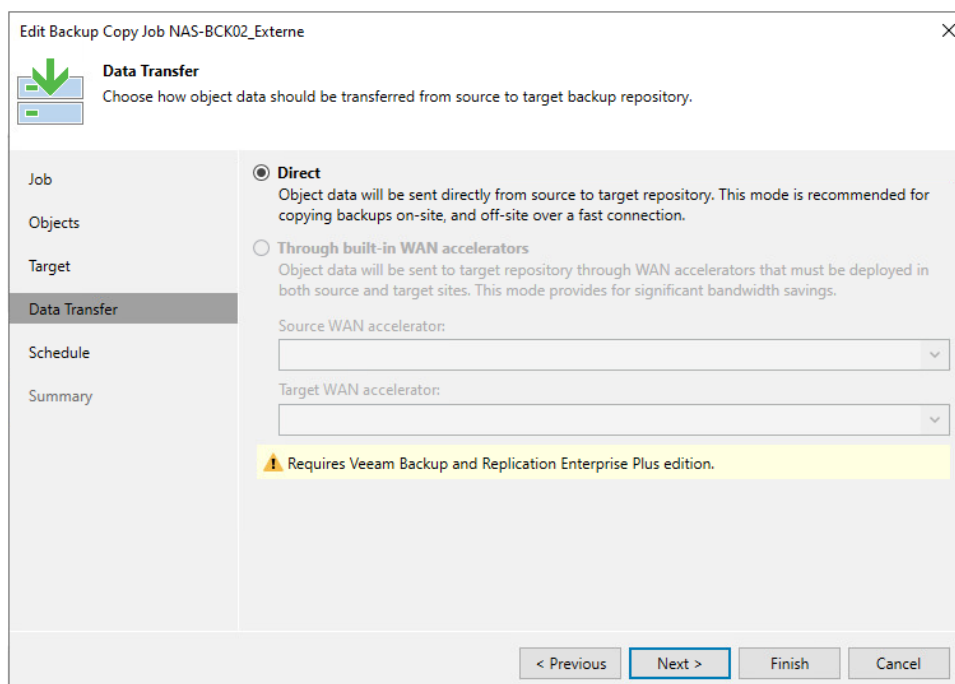 Edit Backup Copy Job NAS-BCK02_Externe
Data Transfer
Choose how object data should be transferred from source to target backup repository.
Job
Objects
Target
Data Transfer
Schedule
Summary
Direct
Object data will be sent directly from source to target repository. This mode is recommended for
copying backups on-site, and off-site over a fast connection.
Through built-in WAN accelerators
Object data will be sent to target repository through WAN accelerators that must be deployed in
both source and target sites. This mode provides for significant bandwidth savings.
Source WAN accelerator:
Target WAN accelerator:
Requires Veeam Backup and Replication Enterprise Plus edition.
< Previous
Next >
Finish
Cancel